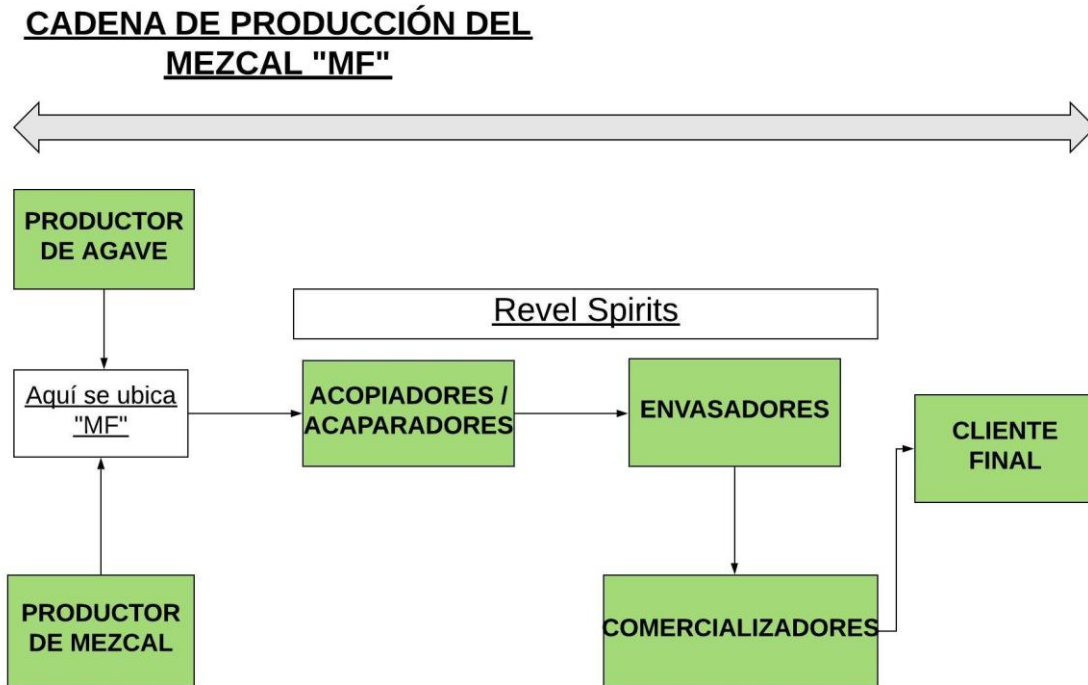 CADENA DE PRODUCCIÓN DEL
MEZCAL "MF"
PRODUCTOR
DE AGAVE
Revel Spirits
Aquí se ubica
"MF"
ACOPIADORES /
ACAPARADORES
ENVASADORES
CLIENTE
FINAL
PRODUCTOR
DE MEZCAL
COMERCIALIZADORES